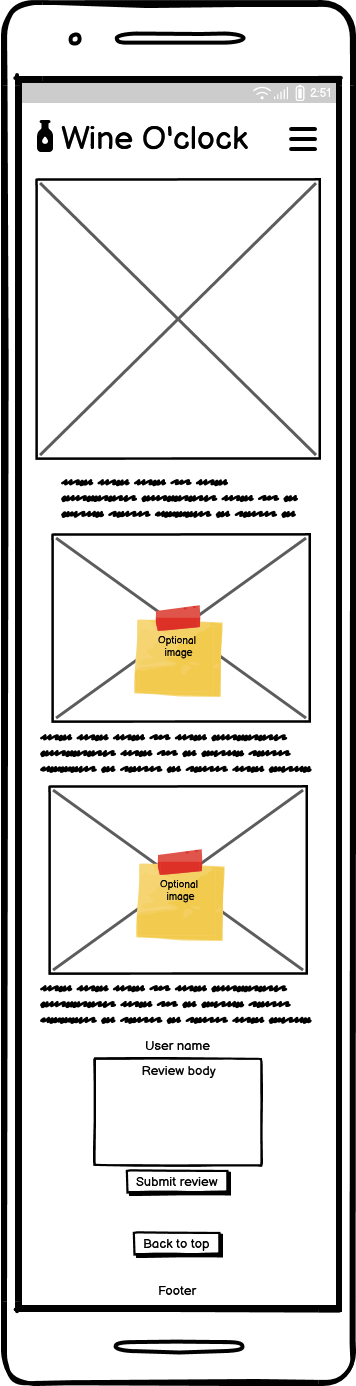 2:51
Wine O'clock
Optional
image
Optional
image
User name
Review body
Submit review
Back to top
Footer